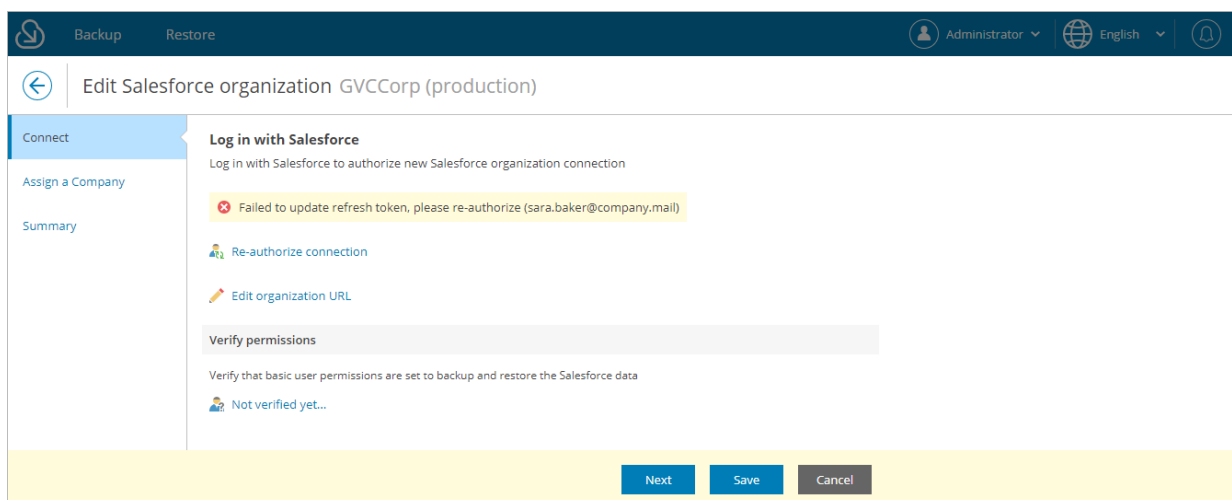 Backup Restore Administrator English
Edit Salesforce organization GVCCorp (production)
Connect
Assign a Company
Summary
Log in with Salesforce
Log in with Salesforce to authorize new Salesforce organization connection
Failed to update refresh token, please re-authorize (sara.baker@company.mail)
Re-authorize connection
Edit organization URL
Verify permissions
Verify that basic user permissions are set to backup and restore the Salesforce data
Not verified yet...
Next Save Cancel